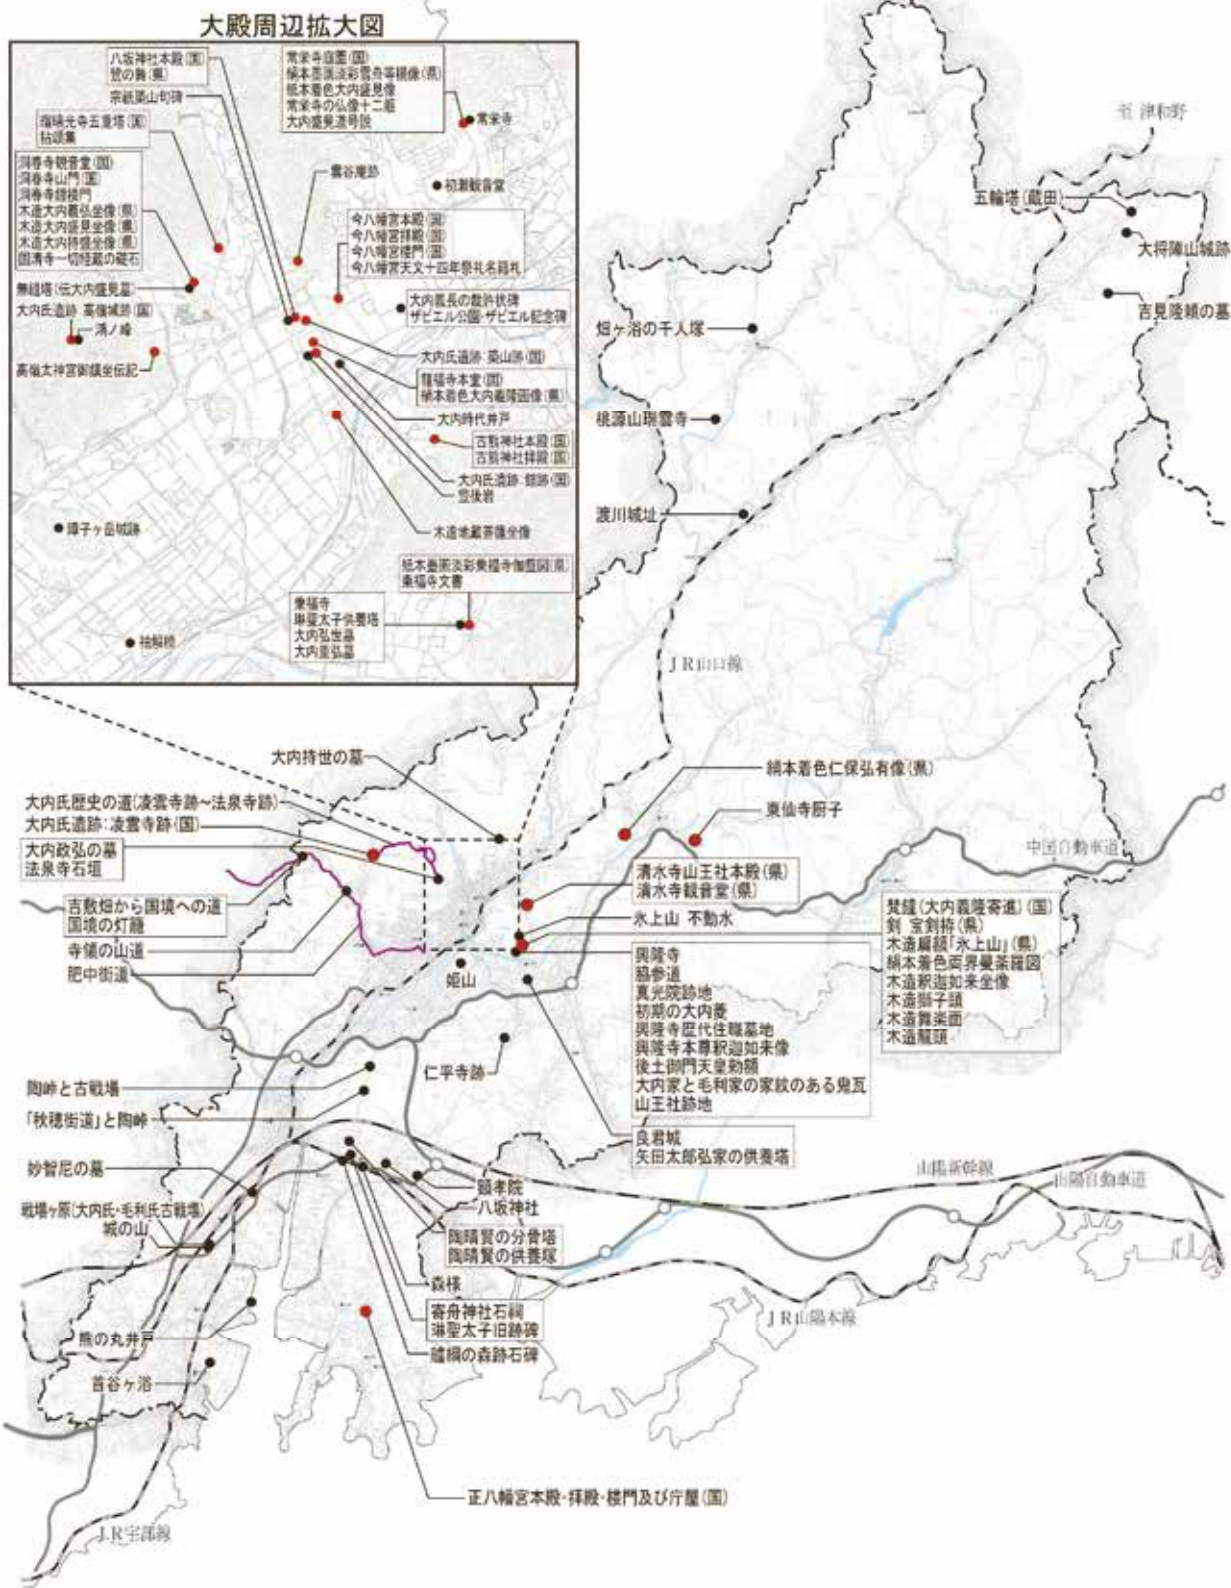 大殿周辺拡大図
八坂神社本殿(国)
鷺の舞(県)
宗祇築山句碑
瑠璃光寺五重塔(国)
洞春寺観音堂(国)
洞春寺山門(国)
洞春寺鐘楼門
木造大内義弘坐像(県)
木造大内盛見坐像(県)
木造大内持盛坐像(県)
国清寺一切経蔵の礎石
無縫塔(伝大内盛見墓)
大内氏遺跡 高嶺城跡(国)
鴻ノ峰
高嶺太神宮御鎮坐伝記
常栄寺庭園(国)
絹本墨画淡彩雪舟等楊像(県)
紙本着色大内盛見像
常栄寺の仏像十二躯
大内盛見道号説
常栄寺
雲谷庵跡
初瀬観音堂
今八幡宮本殿(国)
今八幡宮拝殿(国)
今八幡宮楼門(国)
今八幡宮天文十四年祭礼名籍札
大内義長の裁許状碑
ザビエル公園・ザビエル記念碑
大内氏遺跡 築山跡(国)
龍福寺本堂(国)
絹本着色大内義隆画像(県)
大内時代井戸
古熊神社本殿(国)
古熊神社拝殿(国)
大内氏遺跡 館跡(国)
豊後岩
木造地蔵菩薩坐像
障子ヶ岳城跡
紙本墨画淡彩乗福寺伽藍図(県)
乗福寺文書
乗福寺
琳聖太子供養塔
大内弘世墓
大内重弘墓
袖解橋
至 津和野
五輪塔(蔵田)
大将陣山城跡
吉見隆頼の墓
畑ヶ浴の千人塚
桃源山瑞雲寺
渡川城址
JR山口線
大内持世の墓
大内氏歴史の道(凌雲寺跡～法泉寺跡)
大内氏遺跡:凌雲寺跡(国)
大内政弘の墓
法泉寺石垣
吉敷畑から国境への道
国境の灯籠
寺領の山道
肥中街道
絹本着色仁保弘有像(県)
東仙寺厨子
中国自動車道
清水寺山王社本殿(県)
清水寺観音堂(県)
氷上山 不動水
梵鐘(大内義隆寄進)(国)
剣 宝剣拵(県)
木造扁額「氷上山」(県)
絹本着色両界曼荼羅図
木造釈迦如来坐像
木造獅子頭
木造舞楽面
木造龍頭
姫山
興隆寺
脇参道
真光院跡地
初期の大内菱
興隆寺歴代住職墓地
興隆寺本尊釈迦如来像
後土御門天皇勅額
大内家と毛利家の家紋のある鬼瓦
山王社跡地
仁平寺跡
良君城
矢田太郎弘家の供養塔
陶峠と古戦場
「秋穂街道」と陶峠
妙智尼の墓
戦場ヶ原(大内氏・毛利氏古戦場)
城の山
顕孝院
八坂神社
陶晴賢の分骨塔
陶晴賢の供養塚
森様
寄舟神社石祠
琳聖太子旧跡碑
艫綱の森跡石碑
山陽新幹線
山陽自動車道
JR山陽本線
熊の丸井戸
首谷ヶ浴
正八幡宮本殿・拝殿・楼門及び庁屋(国)
JR宇部線